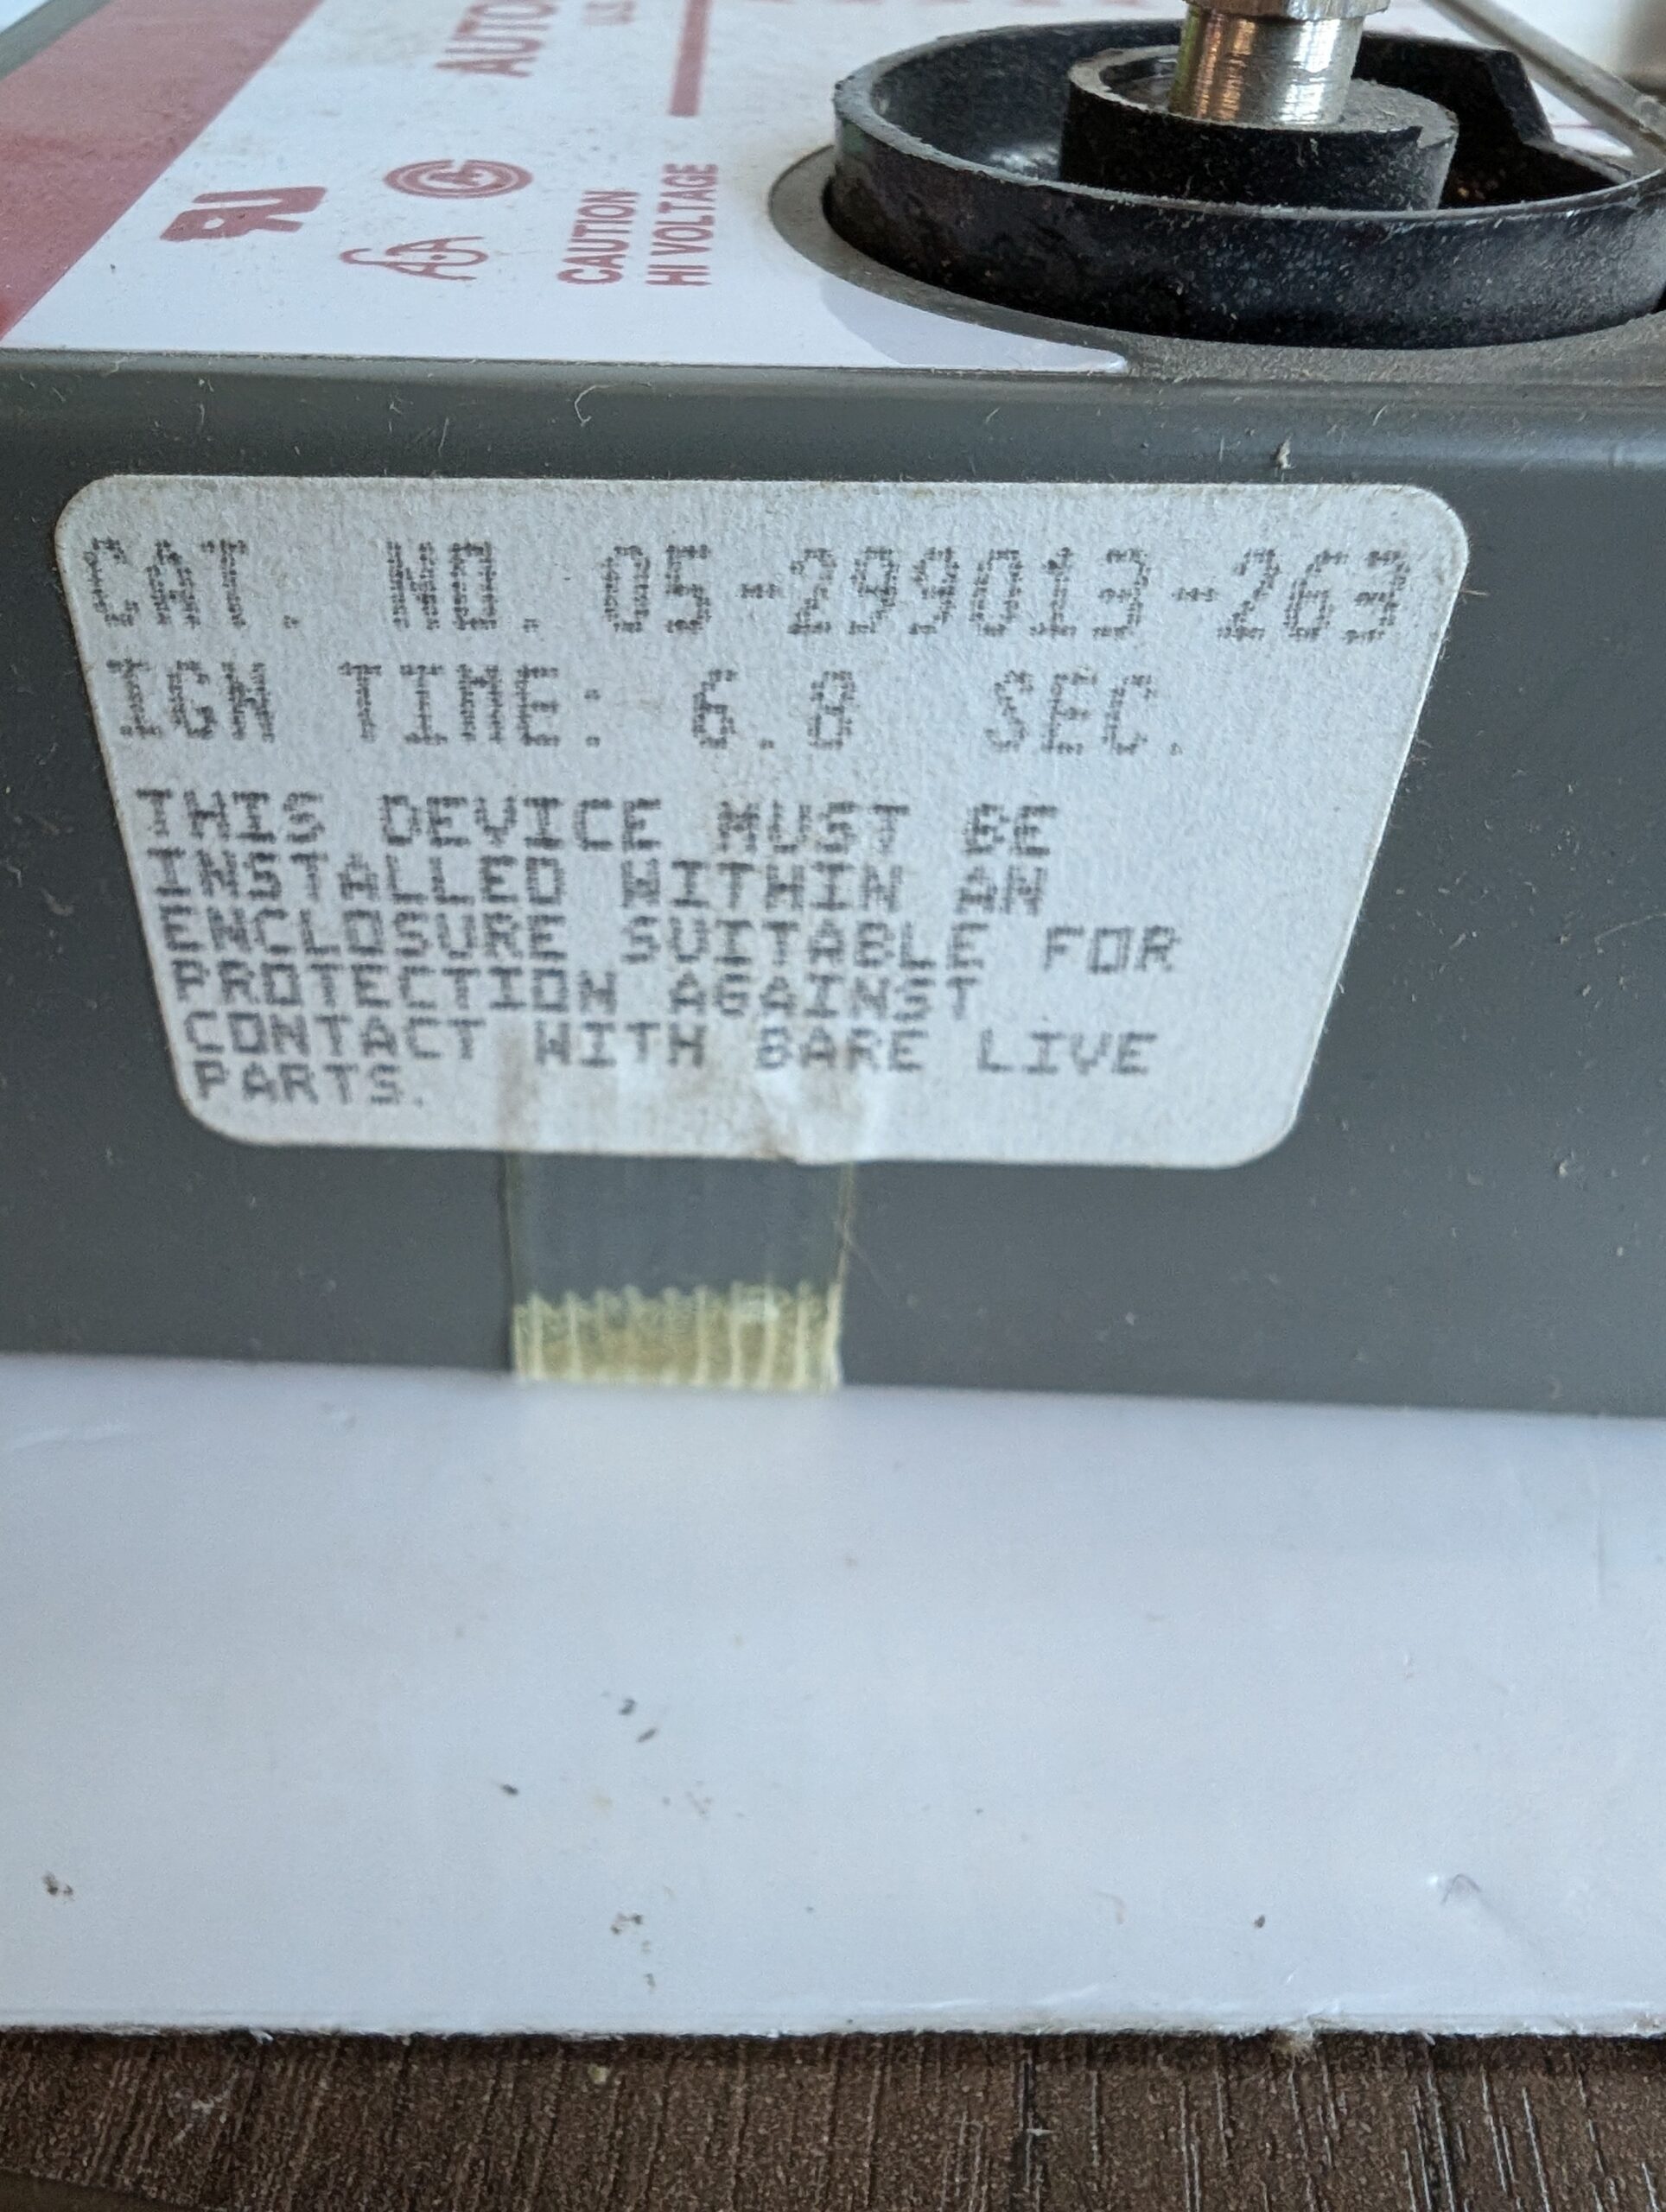 AUTO
U.S.
CAUTION
HI VOLTAGE
CAT. NO. 05-299013-263
IGN TIME: 6.8 SEC.
THIS DEVICE MUST BE
INSTALLED WITHIN AN
ENCLOSURE SUITABLE FOR
PROTECTION AGAINST
CONTACT WITH BARE LIVE
PARTS.